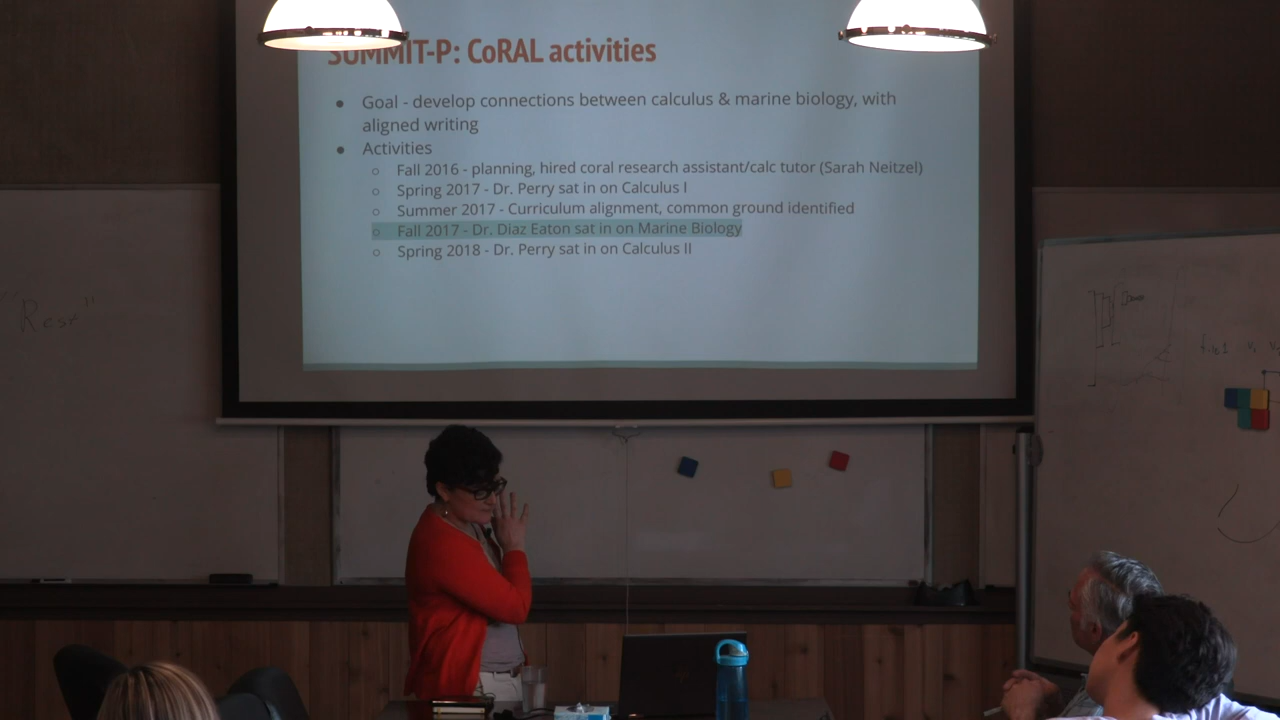 SUMMIT-P: CoRAL activities
● Goal - develop connections between calculus & marine biology, with
aligned writing
● Activities
○ Fall 2016 - planning, hired coral research assistant/calc tutor (Sarah Neitzel)
○ Spring 2017 - Dr. Perry sat in on Calculus I
○ Summer 2017 - Curriculum alignment, common ground identified
○ Fall 2017 - Dr. Diaz Eaton sat in on Marine Biology
○ Spring 2018 - Dr. Perry sat in on Calculus II